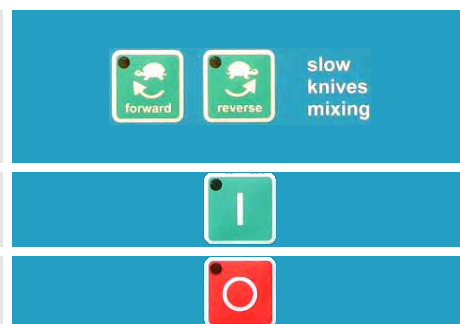 forward reverse slow
knives
mixing
I
O